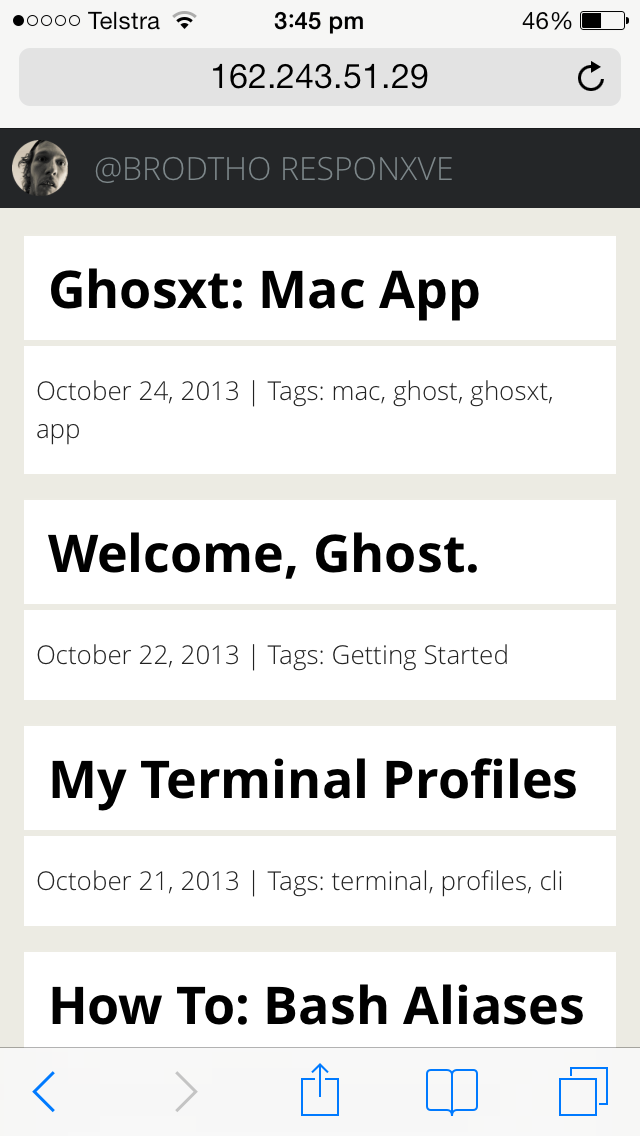 Telstra 3:45 pm 46%
162.243.51.29
@BRODTHO RESPONXVE
Ghosxt: Mac App
October 24, 2013 | Tags: mac, ghost, ghosxt,
app
Welcome, Ghost.
October 22, 2013 | Tags: Getting Started
My Terminal Profiles
October 21, 2013 | Tags: terminal, profiles, cli
How To: Bash Aliases